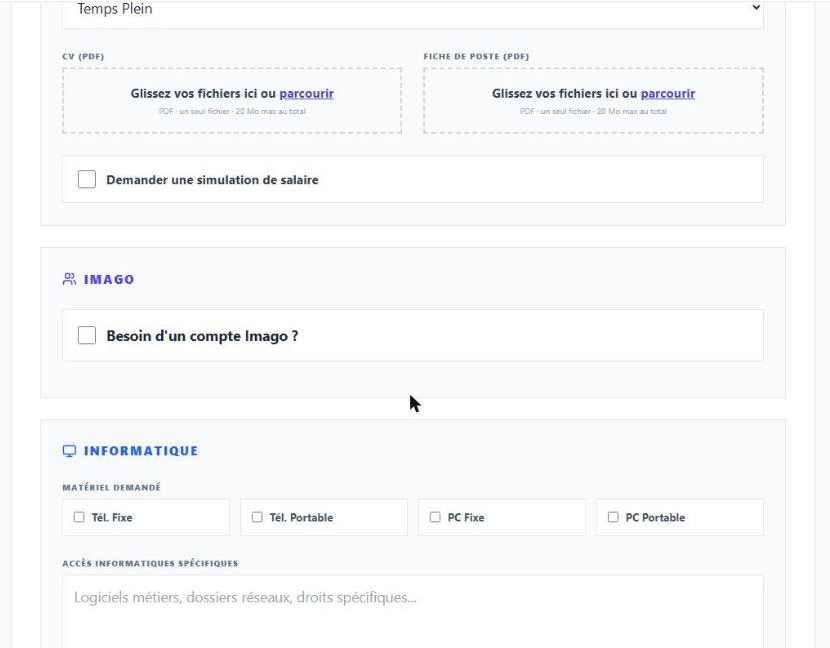 Temps Plein
CV (PDF)
FICHE DE POSTE (PDF)
Glissez vos fichiers ici ou parcourir
PDF · un seul fichier · 20 Mo max au total
Glissez vos fichiers ici ou parcourir
PDF · un seul fichier · 20 Mo max au total
Demander une simulation de salaire
IMAGO
Besoin d'un compte Imago ?
INFORMATIQUE
MATÉRIEL DEMANDÉ
Tél. Fixe
Tél. Portable
PC Fixe
PC Portable
ACCÈS INFORMATIQUES SPÉCIFIQUES
Logiciels métiers, dossiers réseaux, droits spécifiques...